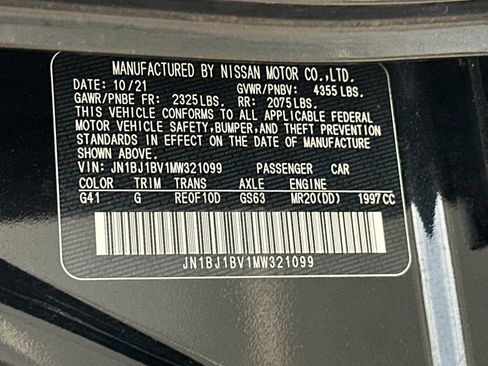 MANUFACTURED BY NISSAN MOTOR CO.,LTD.
DATE: 10/21 GVWR/PNBV: 4355 LBS.
GAWR/PNBE FR: 2325 LBS. RR: 2075 LBS.
THIS VEHICLE CONFORMS TO ALL APPLICABLE FEDERAL
MOTOR VEHICLE SAFETY, BUMPER, AND THEFT PREVENTION
STANDARDS IN EFFECT ON THE DATE OF MANUFACTURE
SHOWN ABOVE.
VIN: JN1BJ1BV1MW321099 PASSENGER CAR
COLOR TRIM TRANS AXLE ENGINE
G41 G RE0F10D GS63 MR20(DD) 1997 CC
JN1BJ1BV1MW321099